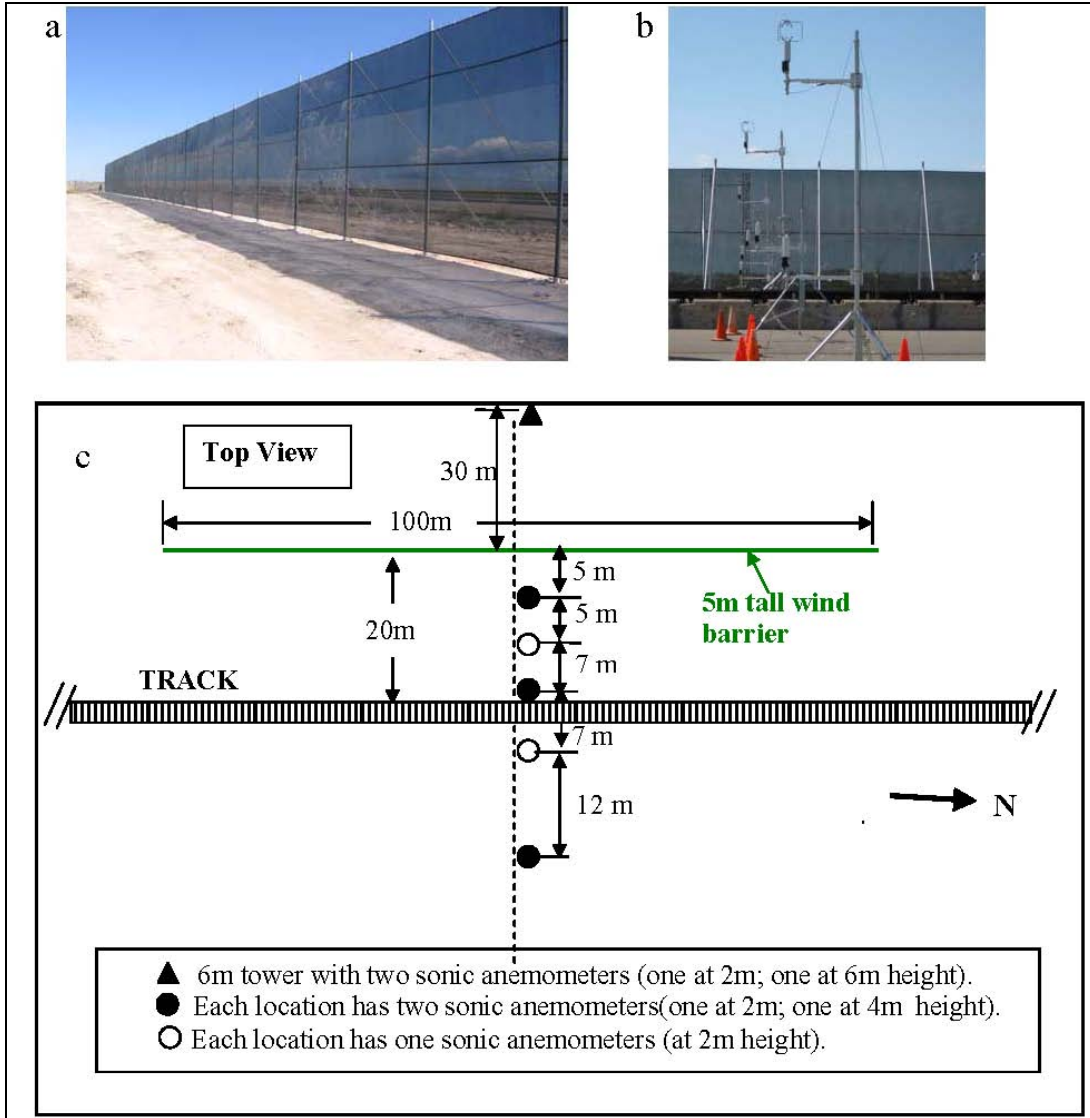 a
b
c
Top View
30 m
100m
5 m
5 m
20m
5m tall wind
barrier
7 m
TRACK
7 m
12 m
N
6m tower with two sonic anemometers (one at 2m; one at 6m height).
Each location has two sonic anemometers(one at 2m; one at 4m height).
Each location has one sonic anemometers (at 2m height).